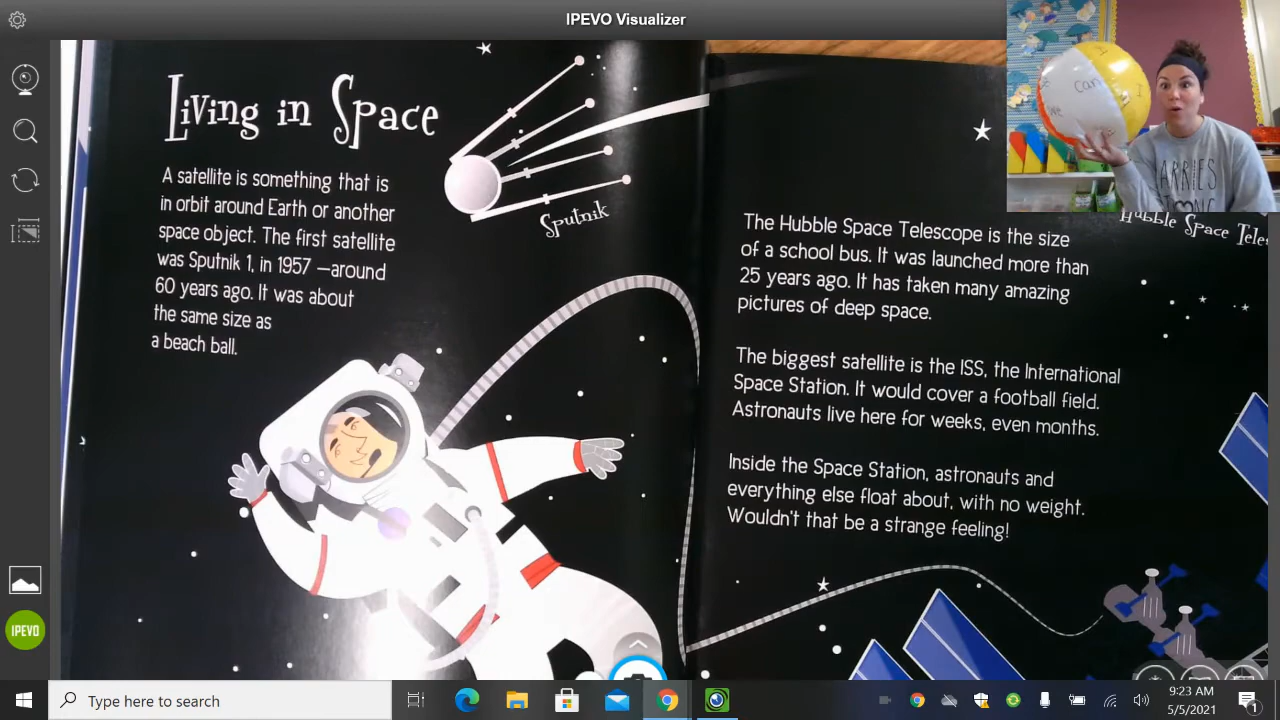 IPEVO Visualizer
Living in Space
A satellite is something that is
in orbit around Earth or another
space object. The first satellite
was Sputnik 1, in 1957 —around
60 years ago. It was about
the same size as
a beach ball.
Sputnik
can
The Hubble Space Telescope is the size
of a school bus. It was launched more than
25 years ago. It has taken many amazing
pictures of deep space.
The biggest satellite is the ISS, the International
Space Station. It would cover a football field.
Astronauts live here for weeks, even months.
Inside the Space Station, astronauts and
everything else float about, with no weight.
Wouldn't that be a strange feeling!
Hubble Space Teles
IPEVO
Type here to search
9:23 AM
5/5/2021
1